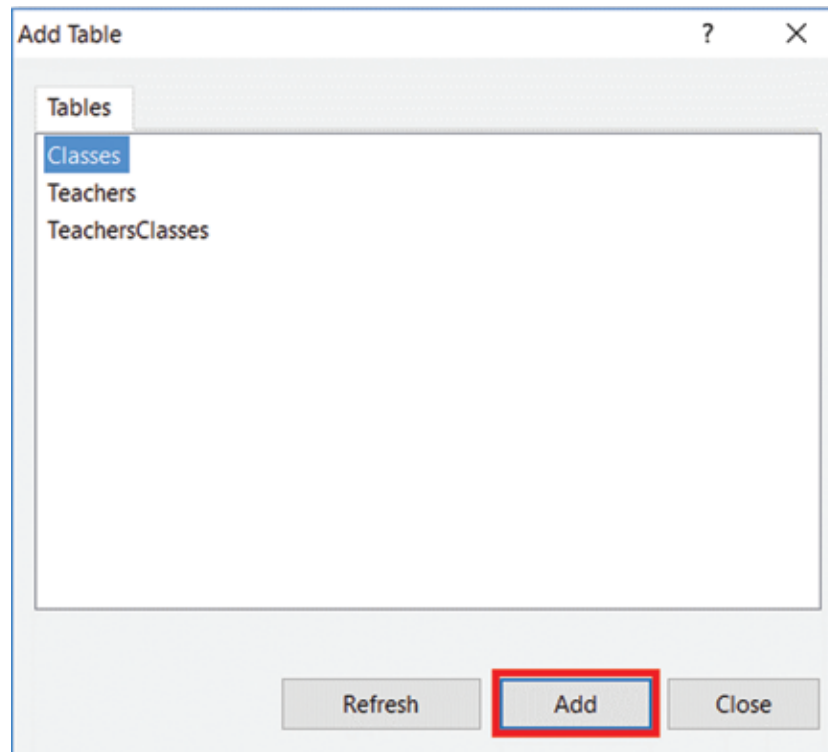 Add Table ?
Tables
Classes
Teachers
TeachersClasses
Refresh Add Close